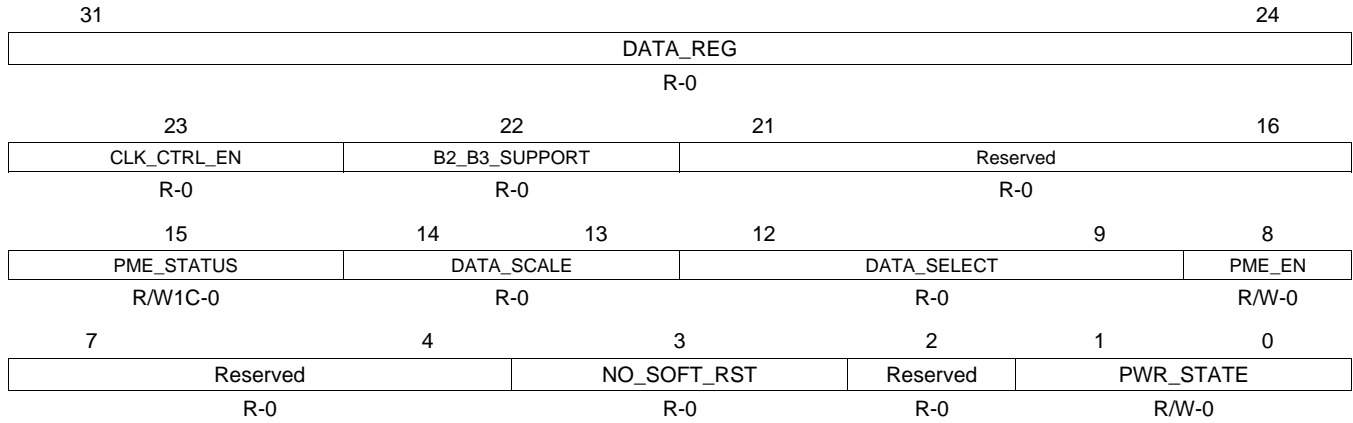 31 24
DATA_REG
R-0
23 22 21 16
CLK_CTRL_EN B2_B3_SUPPORT Reserved
R-0 R-0 R-0
15 14 13 12 9 8
PME_STATUS DATA_SCALE DATA_SELECT PME_EN
R/W1C-0 R-0 R-0 R/W-0
7 4 3 2 1 0
Reserved NO_SOFT_RST Reserved PWR_STATE
R-0 R-0 R-0 R/W-0